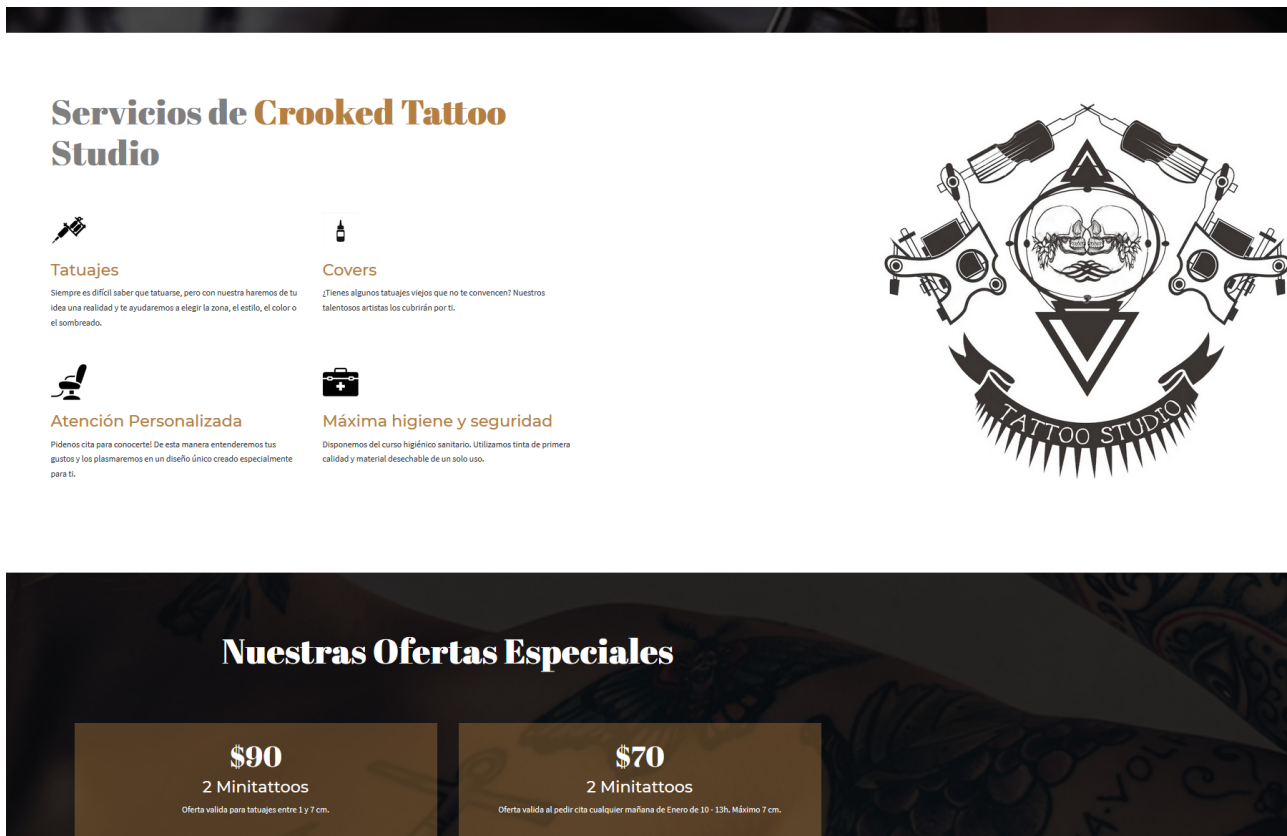 Servicios de Crooked Tattoo
Studio
Tatuajes
Siempre es difícil saber que tatuarse, pero con nuestra haremos de tu
idea una realidad y te ayudaremos a elegir la zona, el estilo, el color o
el sombreado.
Covers
¿Tienes algunos tatuajes viejos que no te convencen? Nuestros
talentosos artistas los cubrirán por ti.
Atención Personalizada
Pídenos cita para conocerte! De esta manera entenderemos tus
gustos y los plasmaremos en un diseño único creado especialmente
para ti.
Máxima higiene y seguridad
Disponemos del curso higiénico sanitario. Utilizamos tinta de primera
calidad y material desechable de un solo uso.
TATTOO STUDIO
Nuestras Ofertas Especiales
$90
2 Minitattoos
Oferta valida para tatuajes entre 1 y 7 cm.
$70
2 Minitattoos
Oferta valida al pedir cita cualquier mañana de Enero de 10 - 13h. Máximo 7 cm.
A.VOL